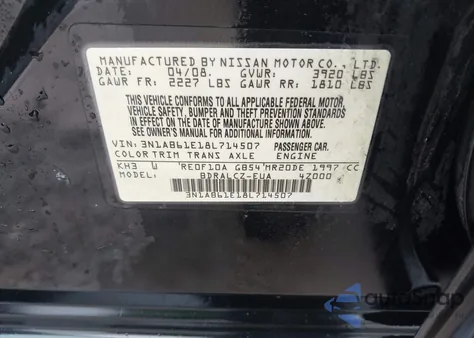 MANUFACTURED BY NISSAN MOTOR CO., LTD.
DATE: 04/08. GVWR: 3920 LBS
GAWR FR: 2227 LBS GAWR RR: 1810 LBS
THIS VEHICLE CONFORMS TO ALL APPLICABLE FEDERAL MOTOR
VEHICLE SAFETY, BUMPER AND THEFT PREVENTION STANDARDS
IN EFFECT ON THE DATE OF MANUFACTURE SHOWN ABOVE.
SEE OWNER'S MANUAL FOR MORE INFORMATION
VIN: 3N1AB61E18L714507 PASSENGER CAR.
COLOR TRIM TRANS AXLE ENGINE
KH3 W RE0F10A GB54 MR20DE 1997 CC
MODEL: BDRALCZ-EUA 4Z000
3N1AB61E18L714507
autosnap